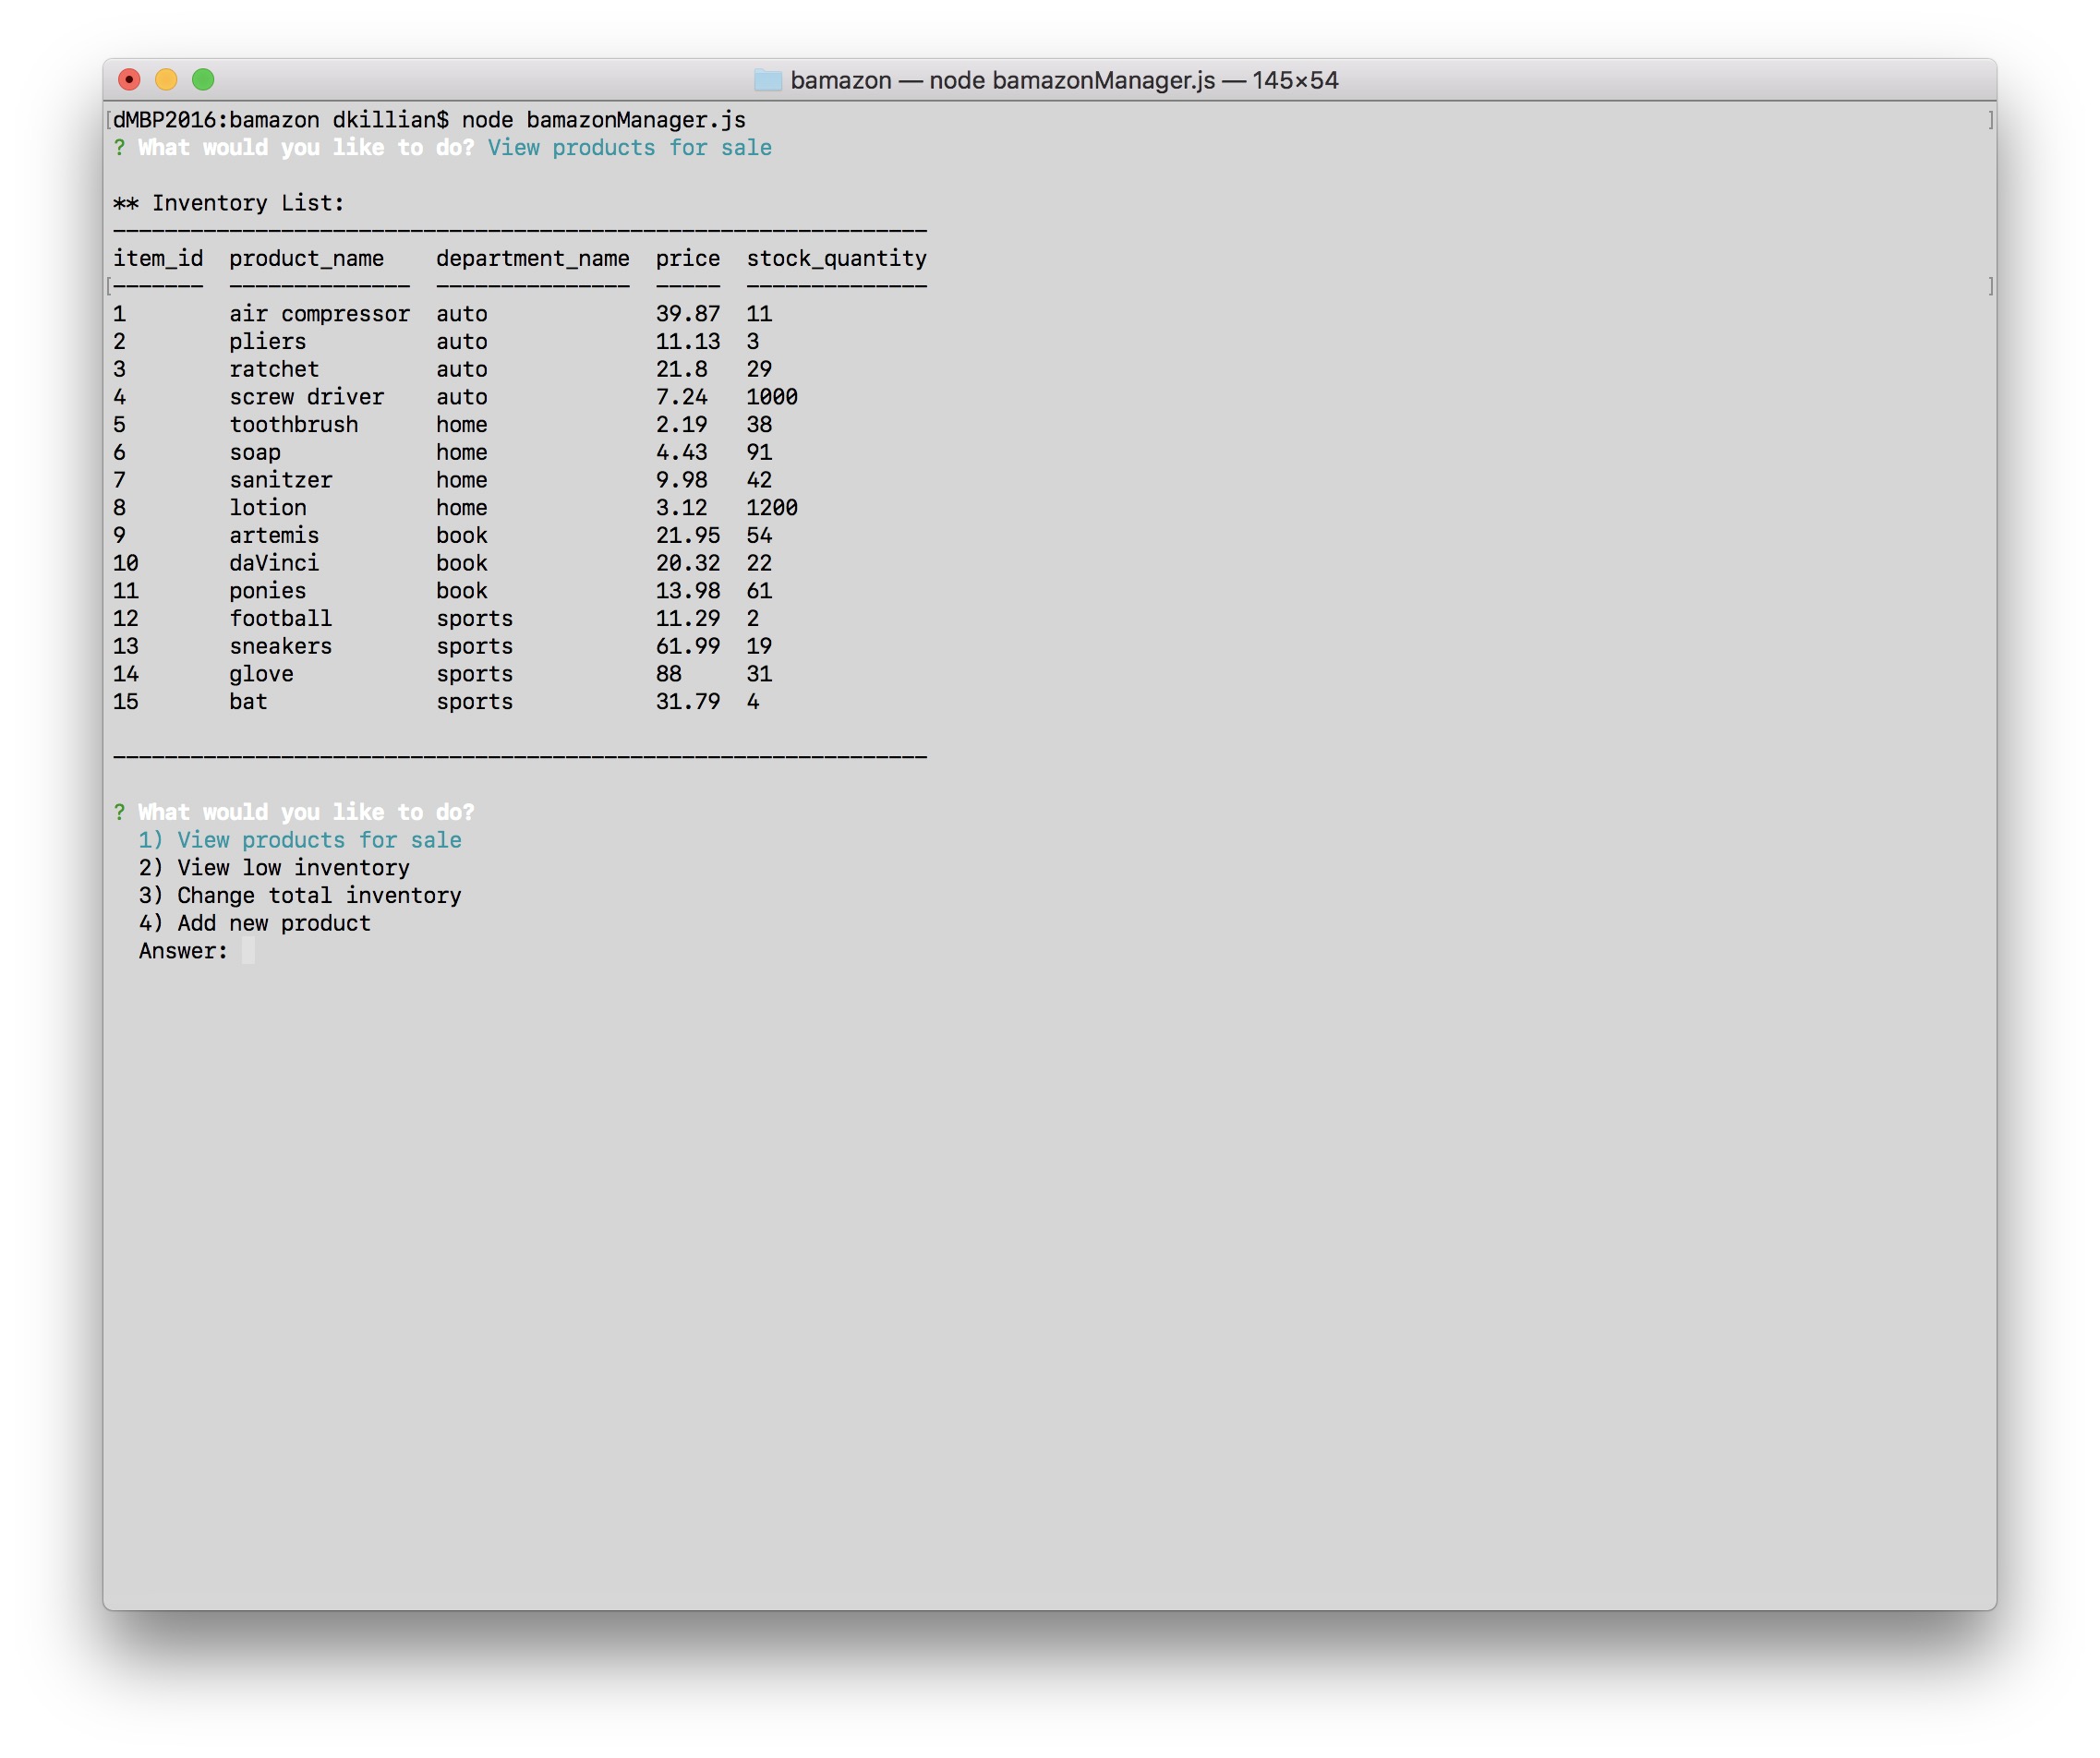 bamazon — node bamazonManager.js — 145×54
[dMBP2016:bamazon dkillian$ node bamazonManager.js ]
? What would you like to do? View products for sale
** Inventory List:
---------------------------------------------------------------
item_id  product_name    department_name  price  stock_quantity
[-------  --------------  ---------------  -----  -------------- ]
1        air compressor  auto             39.87  11
2        pliers          auto             11.13  3
3        ratchet         auto             21.8   29
4        screw driver    auto             7.24   1000
5        toothbrush      home             2.19   38
6        soap            home             4.43   91
7        sanitzer        home             9.98   42
8        lotion          home             3.12   1200
9        artemis         book             21.95  54
10       daVinci         book             20.32  22
11       ponies          book             13.98  61
12       football        sports           11.29  2
13       sneakers        sports           61.99  19
14       glove           sports           88     31
15       bat             sports           31.79  4
---------------------------------------------------------------
? What would you like to do?
1) View products for sale
2) View low inventory
3) Change total inventory
4) Add new product
Answer: